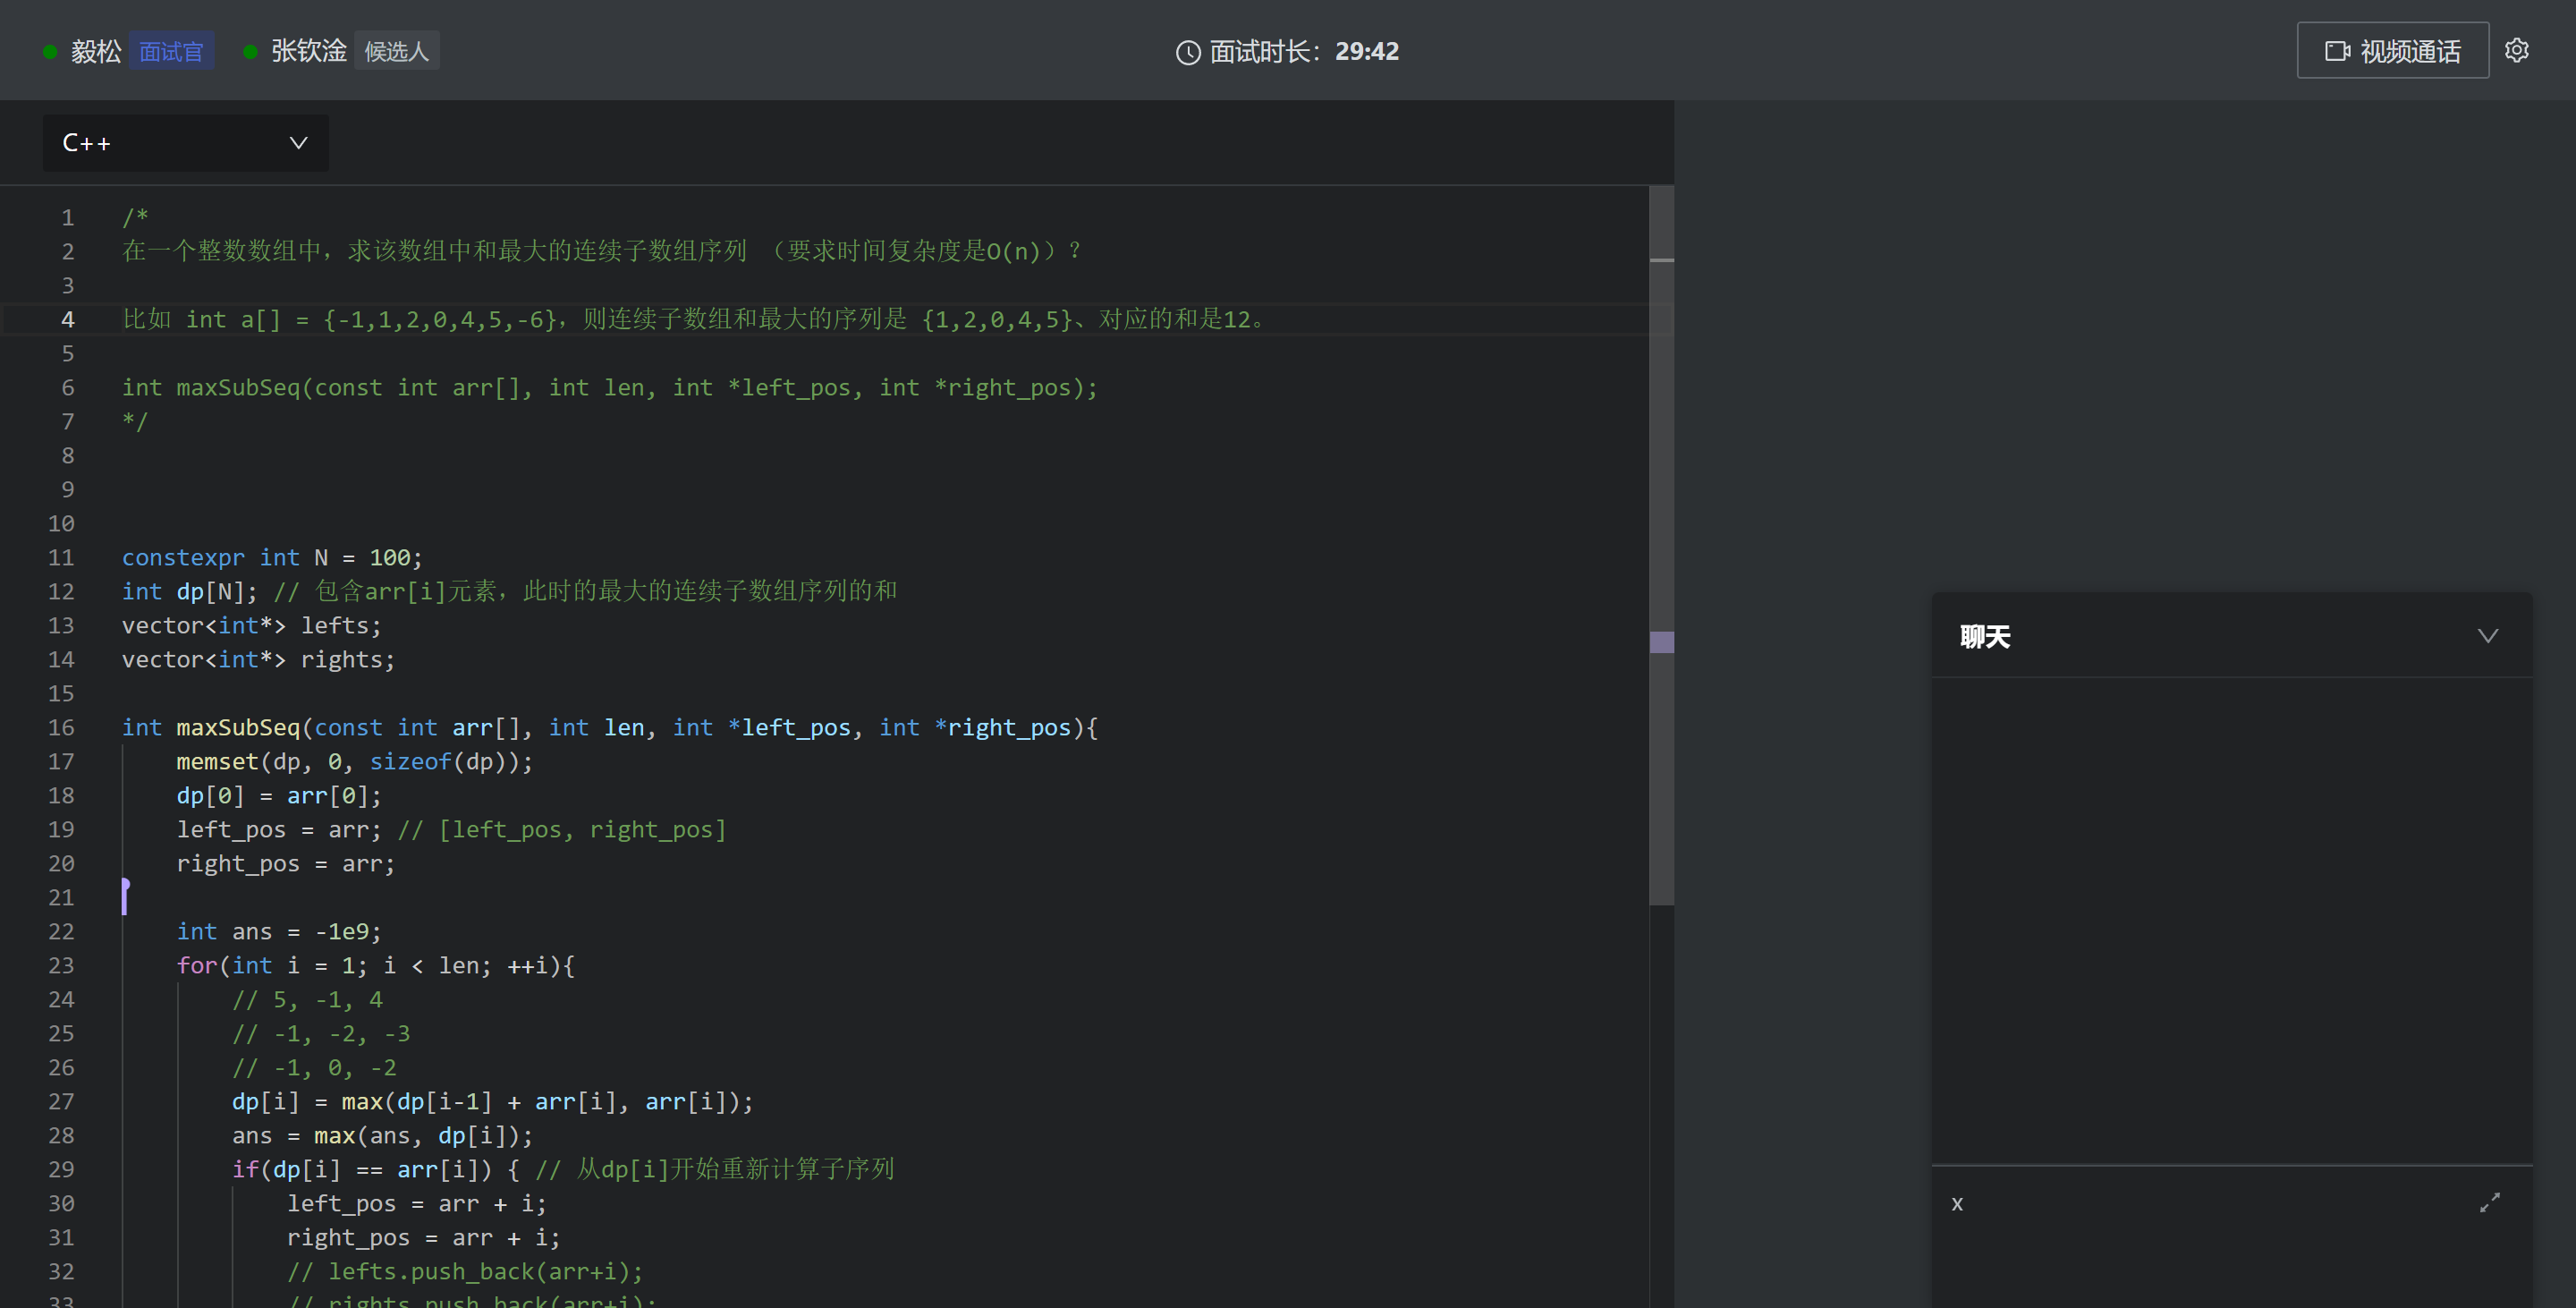 毅松 面试官 张钦淦 候选人 面试时长：29:42 视频通话
C++
1 /*
2 在一个整数数组中，求该数组中和最大的连续子数组序列 （要求时间复杂度是O(n)）？
3
4 比如 int a[] = {-1,1,2,0,4,5,-6}，则连续子数组和最大的序列是 {1,2,0,4,5}、对应的和是12。
5
6 int maxSubSeq(const int arr[], int len, int *left_pos, int *right_pos);
7 */
8
9
10
11 constexpr int N = 100;
12 int dp[N]; // 包含arr[i]元素，此时的最大的连续子数组序列的和
13 vector<int*> lefts;
14 vector<int*> rights;
15
16 int maxSubSeq(const int arr[], int len, int *left_pos, int *right_pos){
17 memset(dp, 0, sizeof(dp));
18 dp[0] = arr[0];
19 left_pos = arr; // [left_pos, right_pos]
20 right_pos = arr;
21
22 int ans = -1e9;
23 for(int i = 1; i < len; ++i){
24 // 5, -1, 4
25 // -1, -2, -3
26 // -1, 0, -2
27 dp[i] = max(dp[i-1] + arr[i], arr[i]);
28 ans = max(ans, dp[i]);
29 if(dp[i] == arr[i]) { // 从dp[i]开始重新计算子序列
30 left_pos = arr + i;
31 right_pos = arr + i;
32 // lefts.push_back(arr+i);
33 // rights.push_back(arr+i);
聊天
x